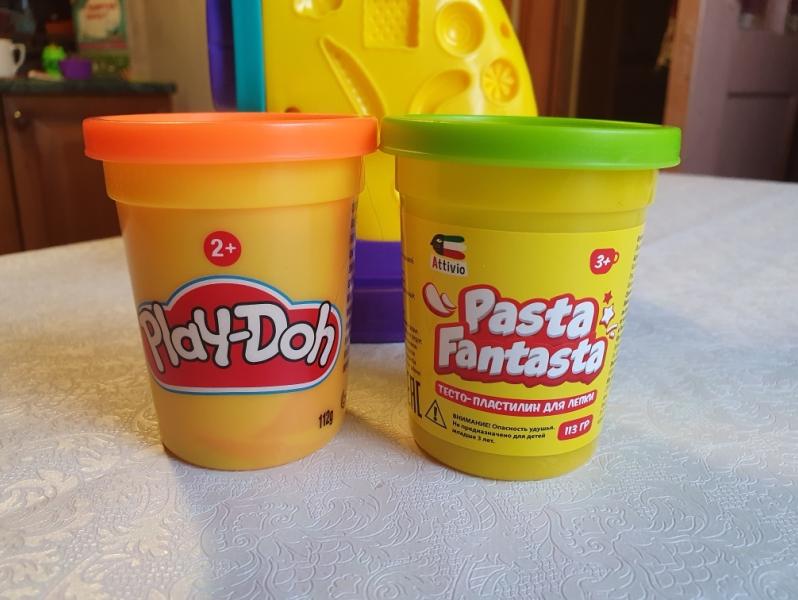 2+
Play-Doh
112g
Attivio
3+
Pasta
Fantasta
ТЕСТО-ПЛАСТИЛИН ДЛЯ ЛЕПКИ
ВНИМАНИЕ! Опасность удушья.
Не предназначено для детей
младше 3 лет.
113 ГР
EAC